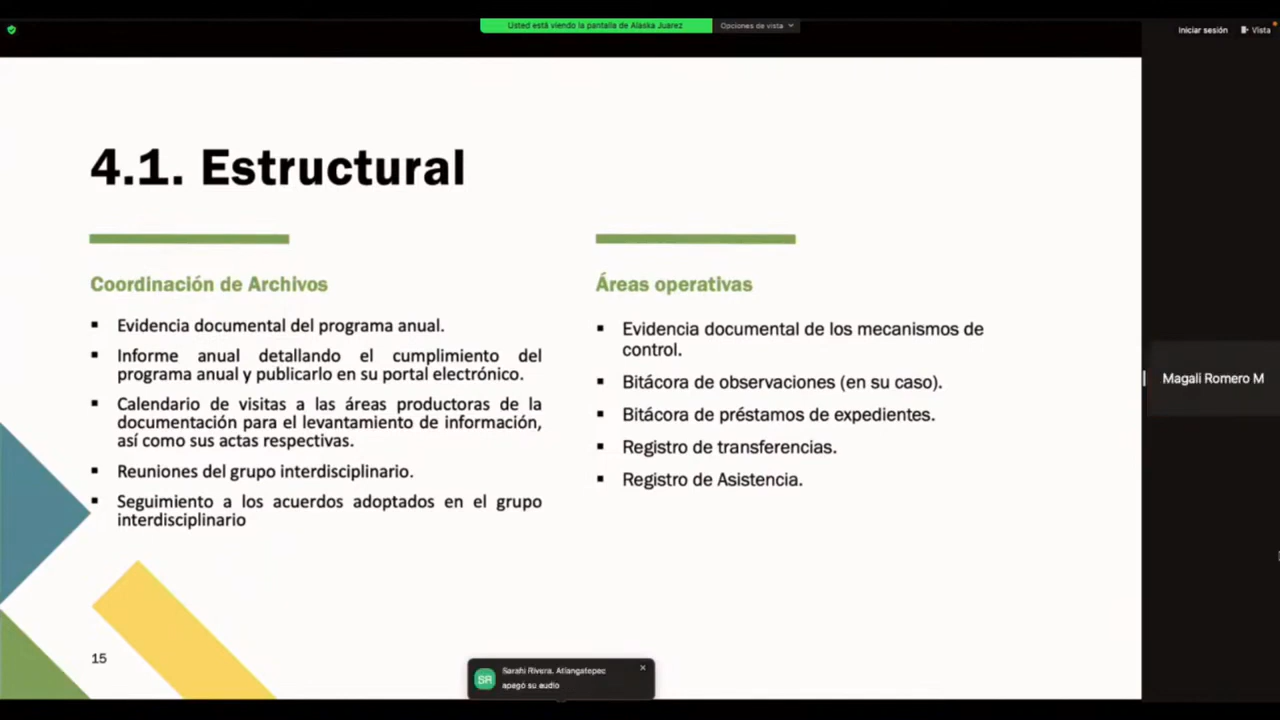 Usted está viendo la pantalla de Alaska Juarez
Opciones de vista
Iniciar sesión
Vista
4.1. Estructural
Coordinación de Archivos
▪ Evidencia documental del programa anual.
▪ Informe anual detallando el cumplimiento del
programa anual y publicarlo en su portal electrónico.
▪ Calendario de visitas a las áreas productoras de la
documentación para el levantamiento de información,
así como sus actas respectivas.
▪ Reuniones del grupo interdisciplinario.
▪ Seguimiento a los acuerdos adoptados en el grupo
interdisciplinario
Áreas operativas
▪ Evidencia documental de los mecanismos de
control.
▪ Bitácora de observaciones (en su caso).
▪ Bitácora de préstamos de expedientes.
▪ Registro de transferencias.
▪ Registro de Asistencia.
Magali Romero M
15
SR
Sarahi Rivera. Atlangatepec
apagó su audio